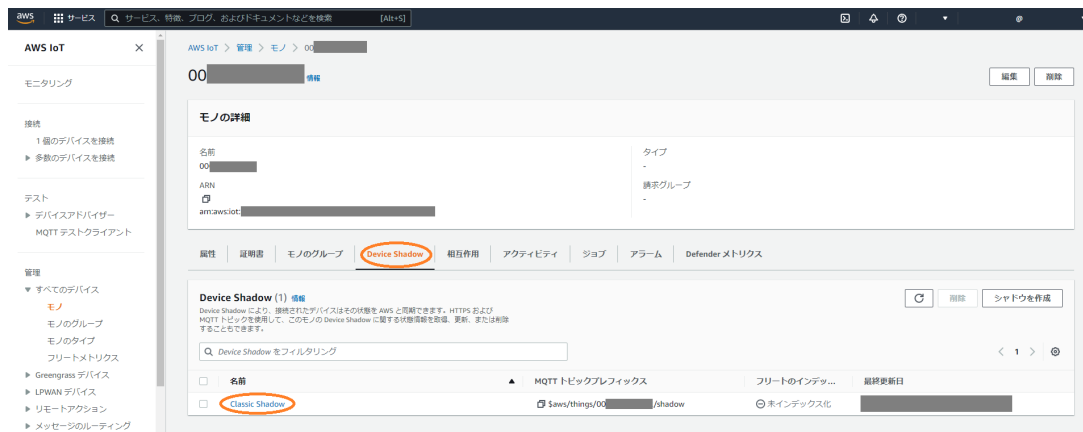 aws サービス サービス、特徴、ブログ、およびドキュメントなどを検索 [Alt+S] @
AWS IoT
モニタリング
接続
1 個のデバイスを接続
多数のデバイスを接続
テスト
デバイスアドバイザー
MQTT テストクライアント
管理
すべてのデバイス
モノ
モノのグループ
モノのタイプ
フリートメトリクス
Greengrass デバイス
LPWAN デバイス
リモートアクション
メッセージのルーティング
AWS IoT > 管理 > モノ > 00
00 情報
編集 削除
モノの詳細
名前
00
タイプ
-
ARN
arn:aws:iot:
請求グループ
-
属性 証明書 モノのグループ Device Shadow 相互作用 アクティビティ ジョブ アラーム Defender メトリクス
Device Shadow (1) 情報
Device Shadow により、接続されたデバイスはその状態を AWS と同期できます。HTTPS および
MQTT トピックを使用して、このモノの Device Shadow に関する状態情報を取得、更新、または削除
することもできます。
削除 シャドウを作成
Device Shadow をフィルタリング
1
名前 MQTT トピックプレフィックス フリートのインデッ... 最終更新日
Classic Shadow $aws/things/00 /shadow 未インデックス化